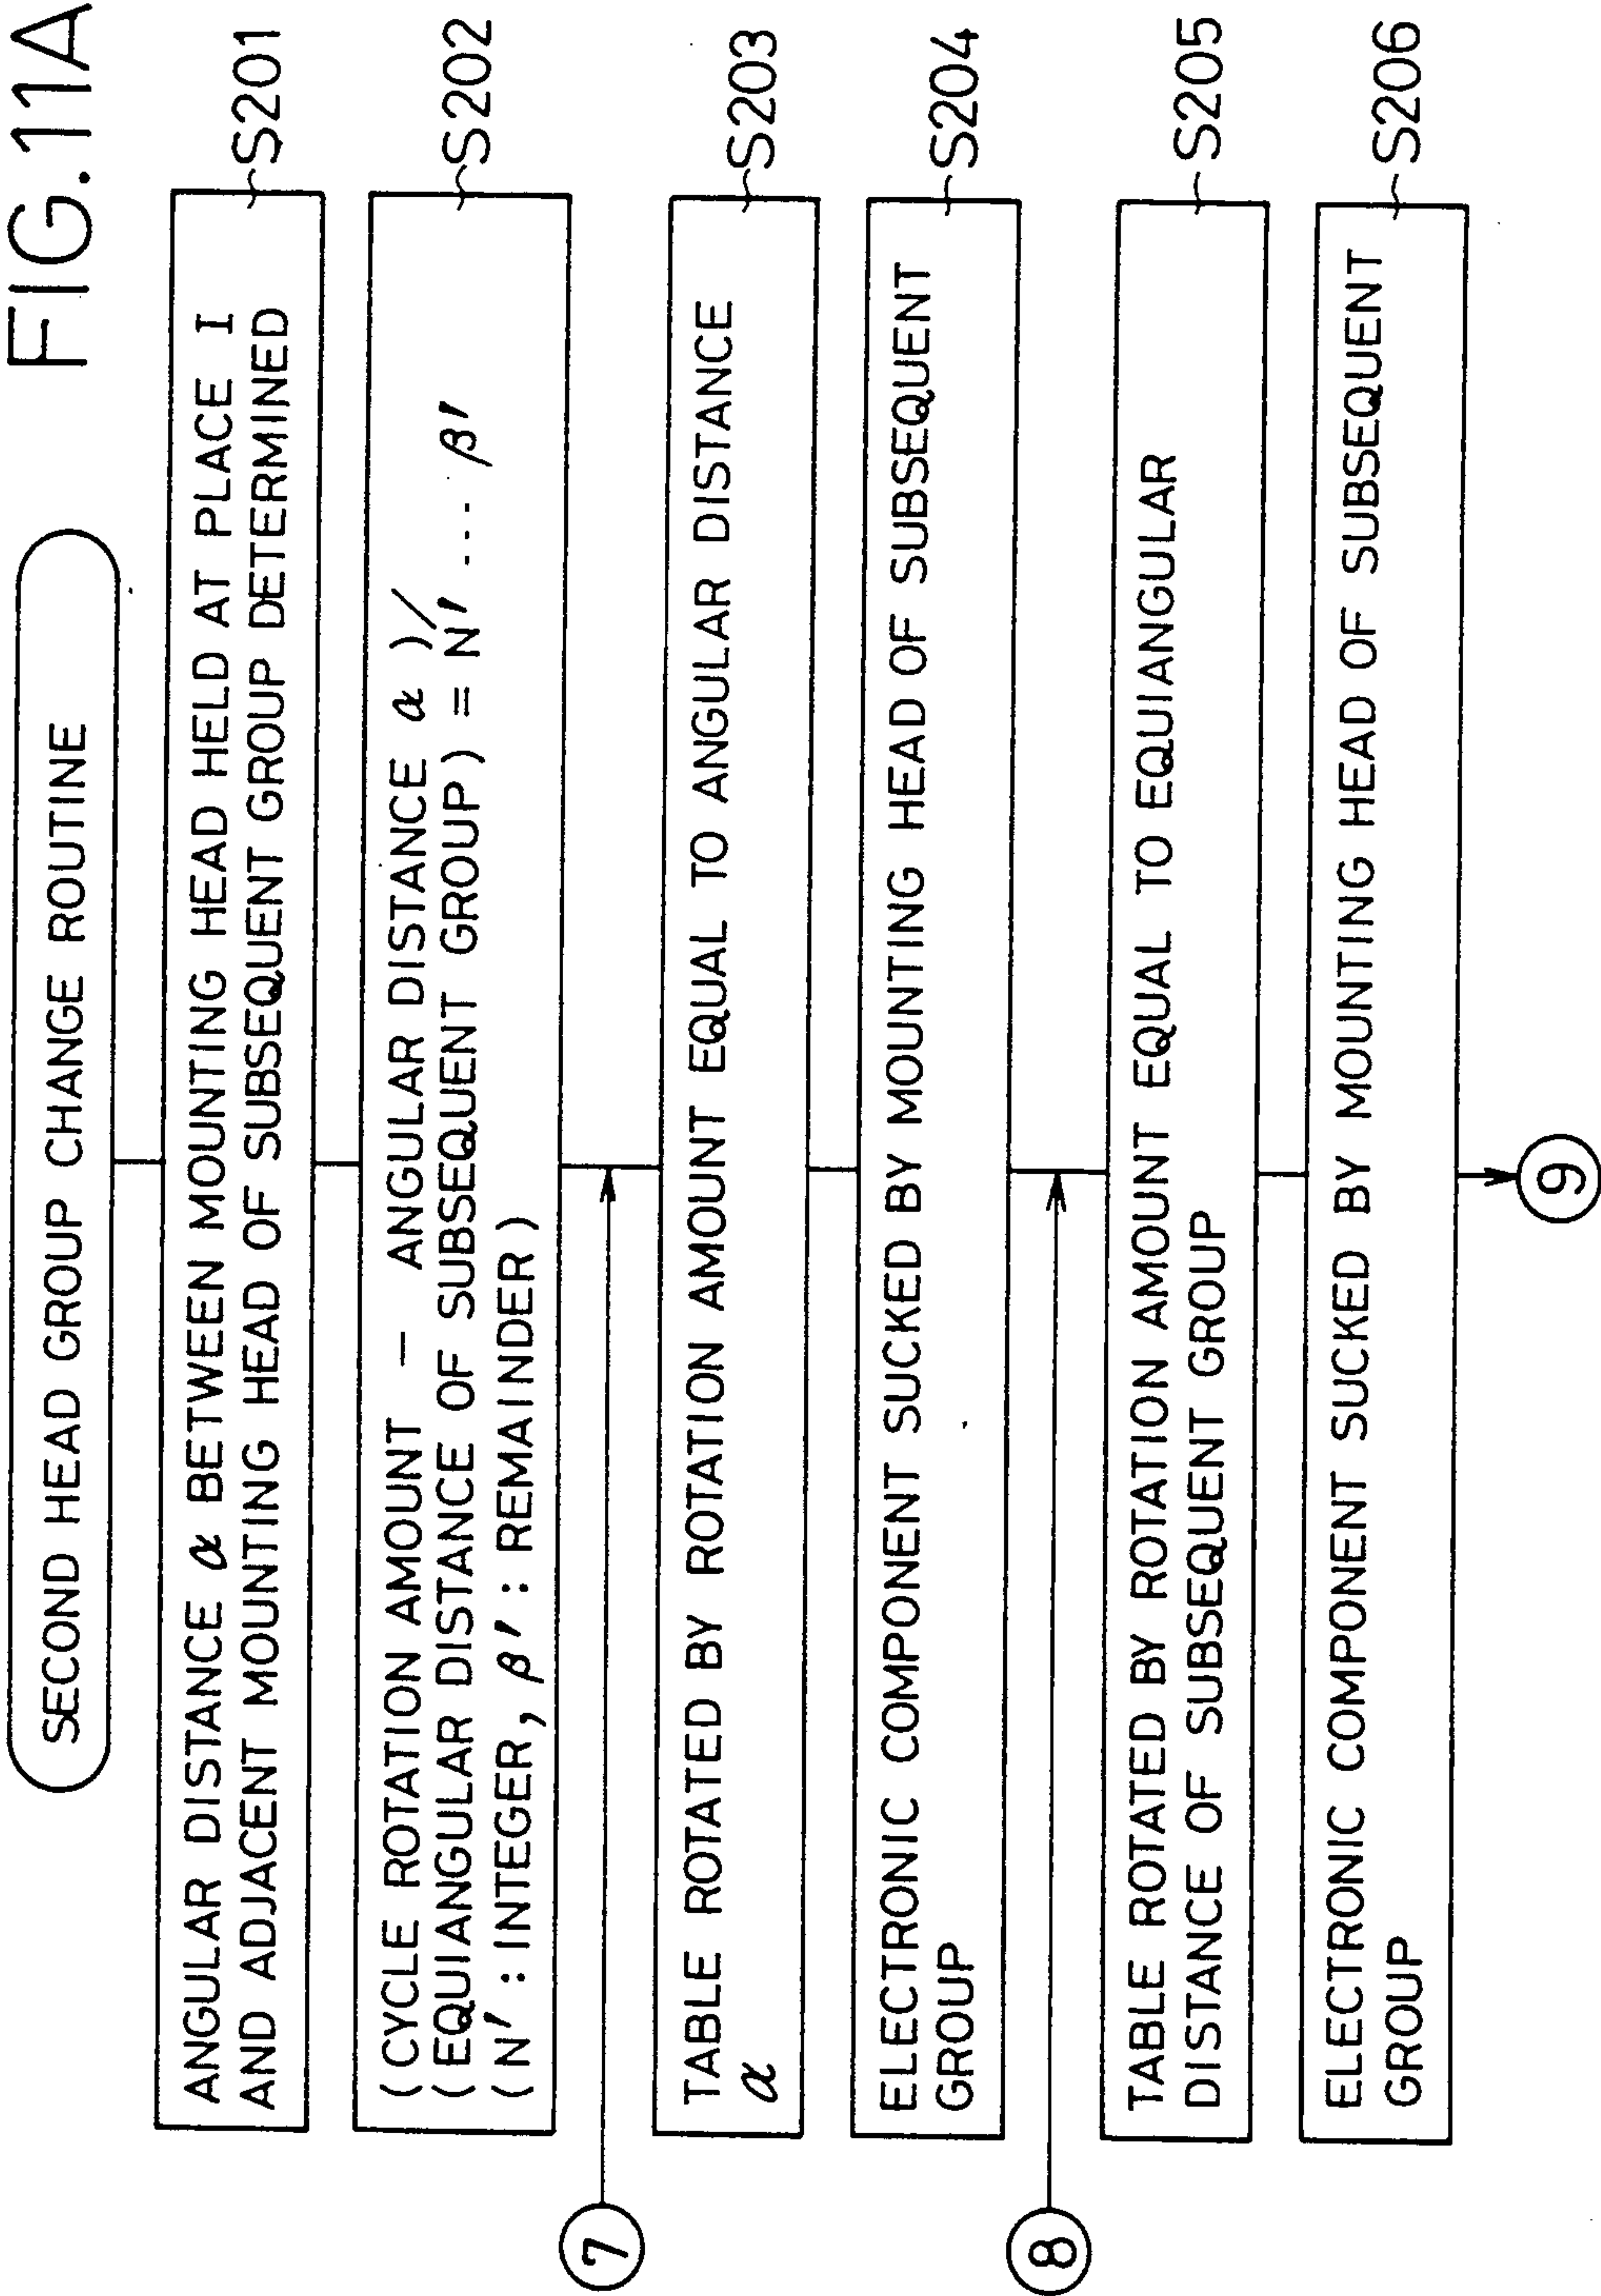 FIG.11A
SECOND HEAD GROUP CHANGE ROUTINE
ANGULAR DISTANCE α BETWEEN MOUNTING HEAD HELD AT PLACE I
AND ADJACENT MOUNTING HEAD OF SUBSEQUENT GROUP DETERMINED
S201
(CYCLE ROTATION AMOUNT — ANGULAR DISTANCE α )/
(EQUIANGULAR DISTANCE OF SUBSEQUENT GROUP) = N′ .... β′
(N′ : INTEGER, β′ : REMAINDER)
S202
7
TABLE ROTATED BY ROTATION AMOUNT EQUAL TO ANGULAR DISTANCE
α
S203
ELECTRONIC COMPONENT SUCKED BY MOUNTING HEAD OF SUBSEQUENT
GROUP
S204
8
TABLE ROTATED BY ROTATION AMOUNT EQUAL TO EQUIANGULAR
DISTANCE OF SUBSEQUENT GROUP
S205
ELECTRONIC COMPONENT SUCKED BY MOUNTING HEAD OF SUBSEQUENT
GROUP
S206
9